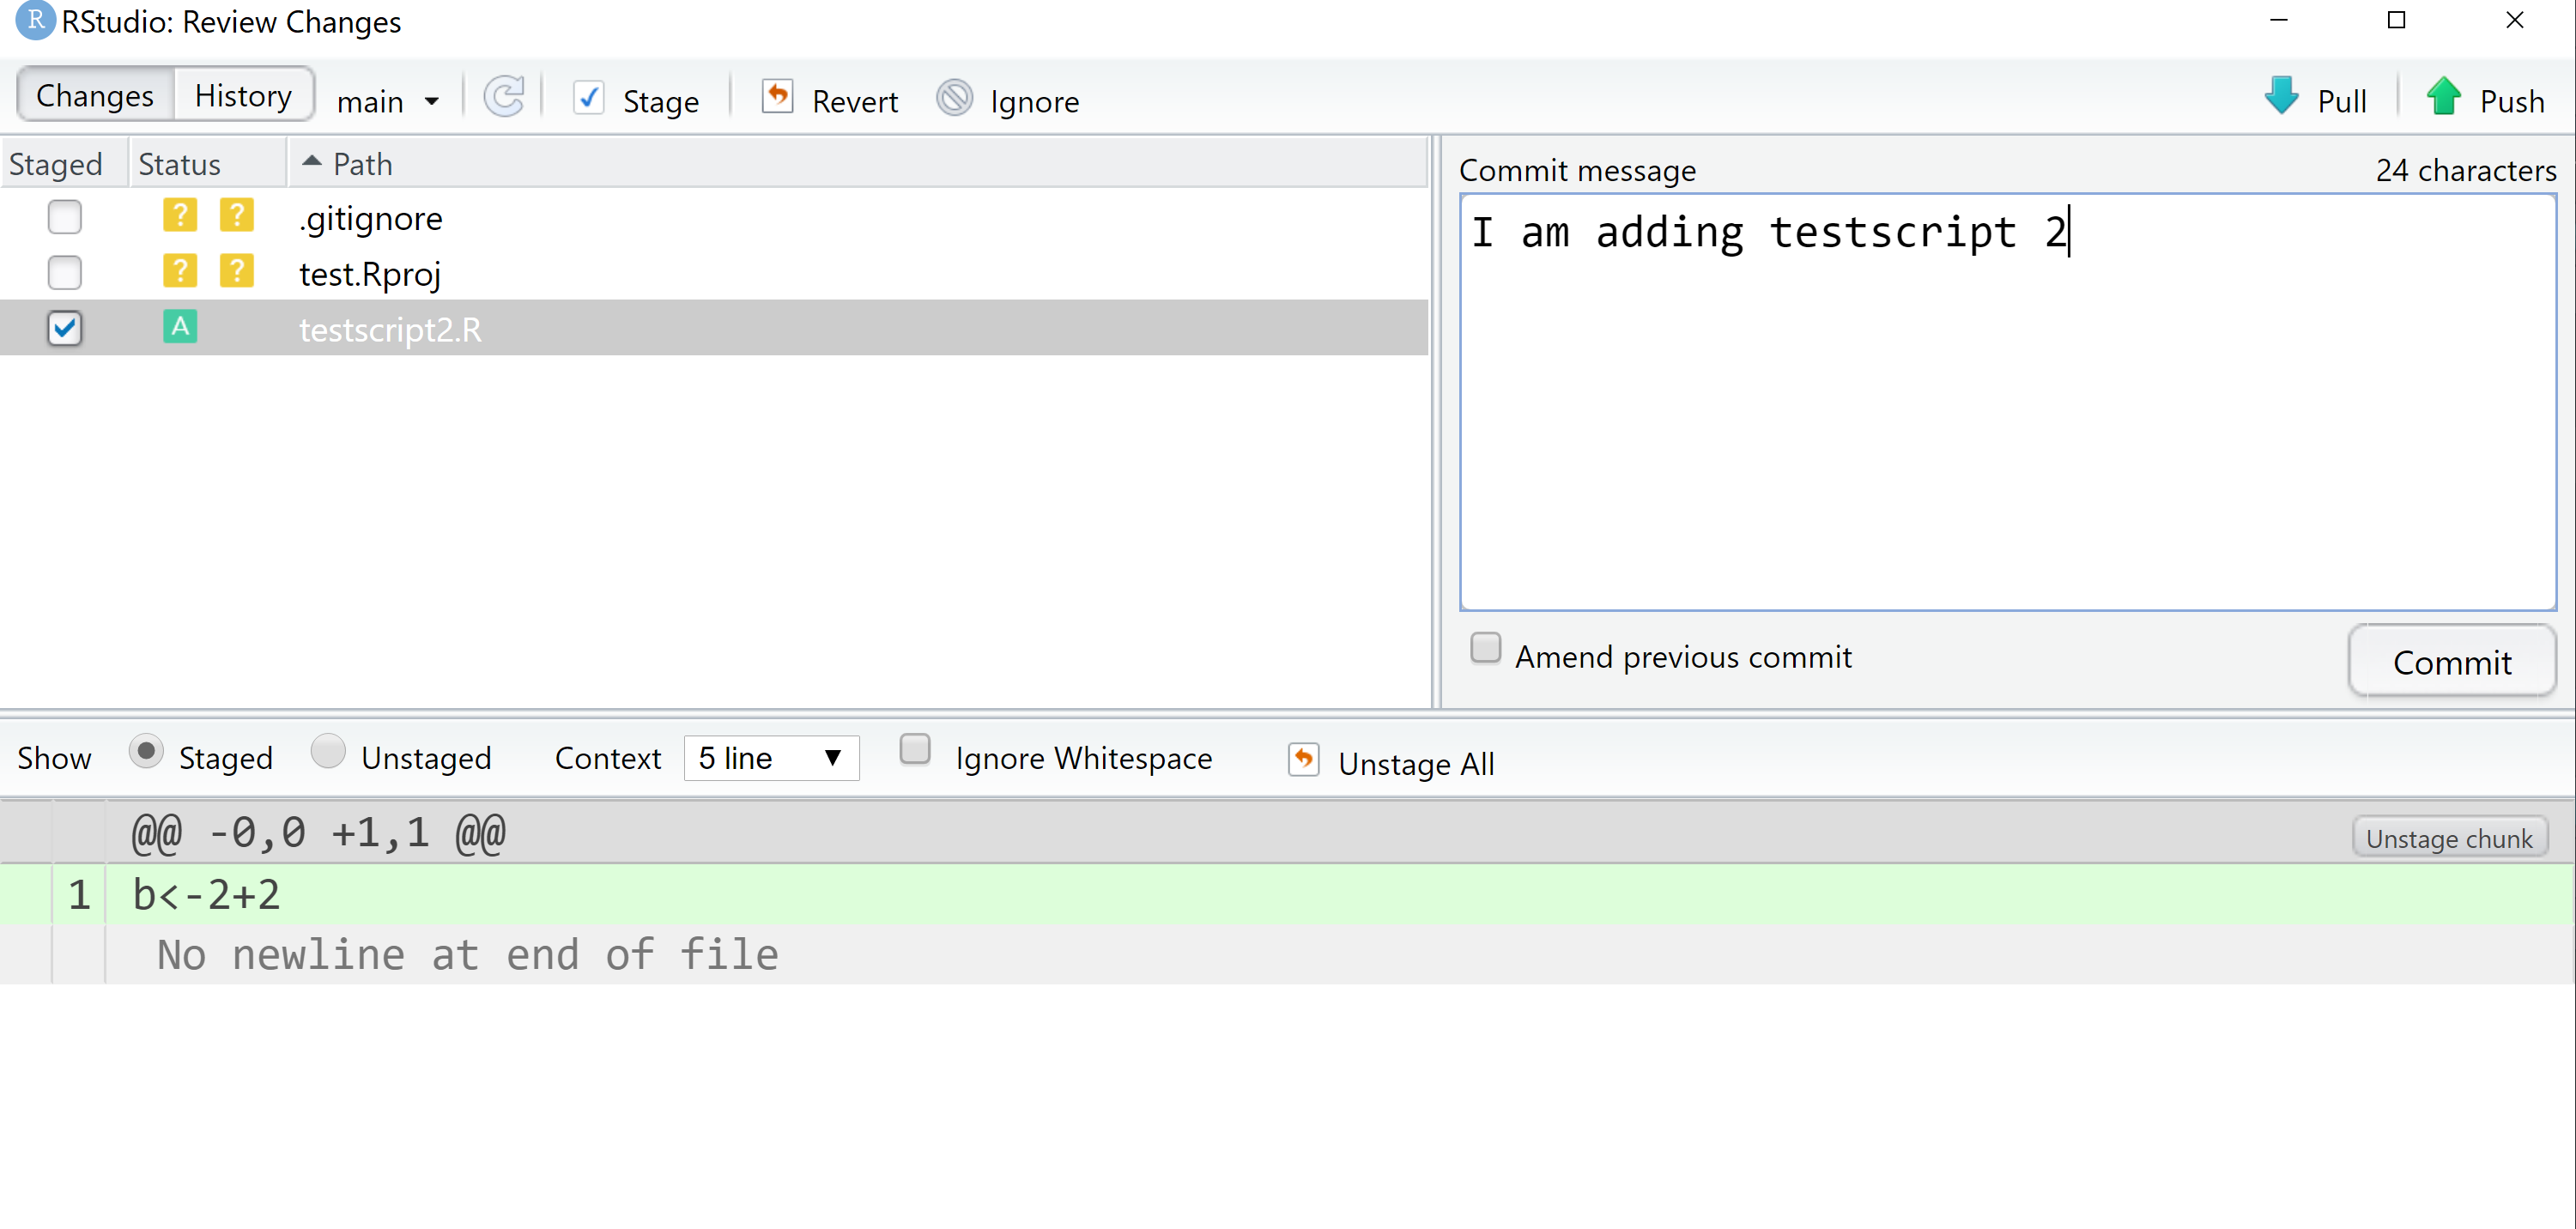 R RStudio: Review Changes
Changes History main Stage Revert Ignore Pull Push
Staged Status Path
? ? .gitignore
? ? test.Rproj
A testscript2.R
Commit message 24 characters
I am adding testscript 2
Amend previous commit Commit
Show Staged Unstaged Context 5 line Ignore Whitespace Unstage All
@@ -0,0 +1,1 @@ Unstage chunk
1 b<-2+2
No newline at end of file